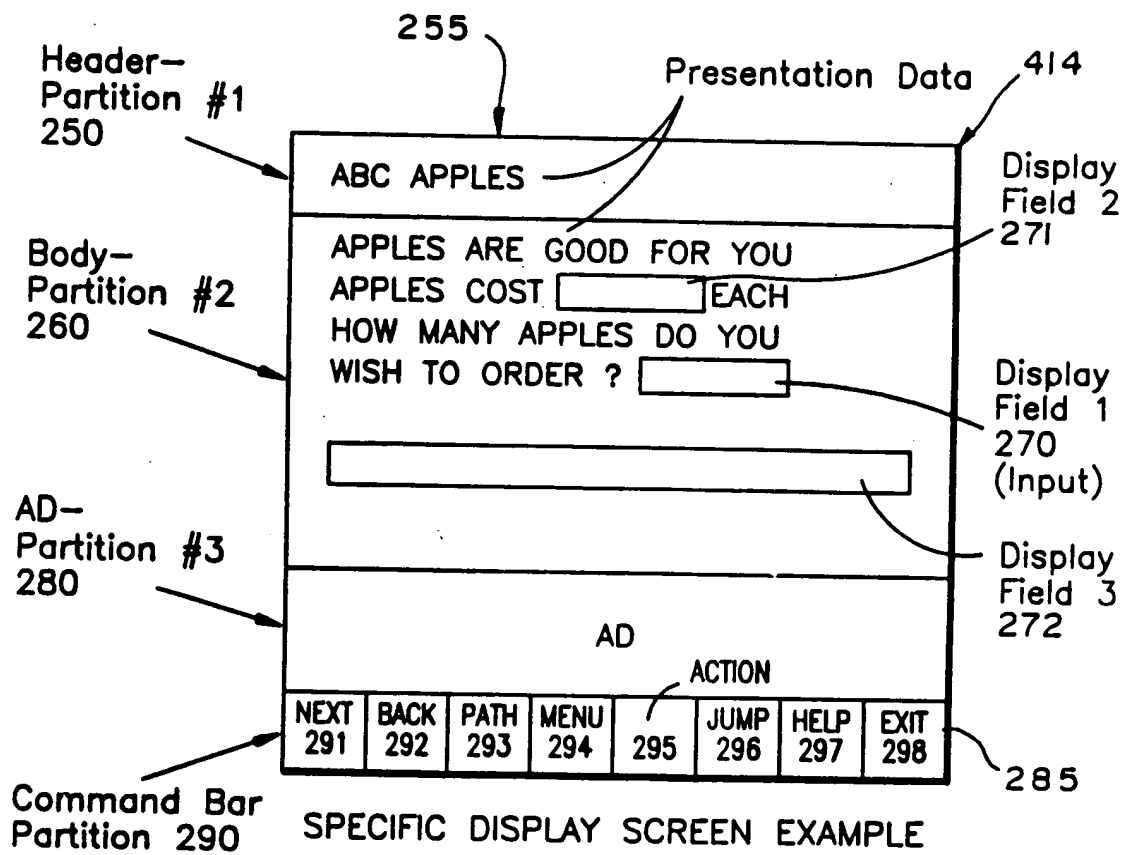 255
414
Header-
Partition #1
250
Presentation Data
ABC APPLES
Display
Field 2
271
Body-
Partition #2
260
APPLES ARE GOOD FOR YOU
APPLES COST EACH
HOW MANY APPLES DO YOU
WISH TO ORDER ?
Display
Field 1
270
(Input)
AD-
Partition #3
280
Display
Field 3
272
AD
ACTION
NEXT BACK PATH MENU JUMP HELP EXIT
291 292 293 294 295 296 297 298
285
Command Bar
Partition 290
SPECIFIC DISPLAY SCREEN EXAMPLE